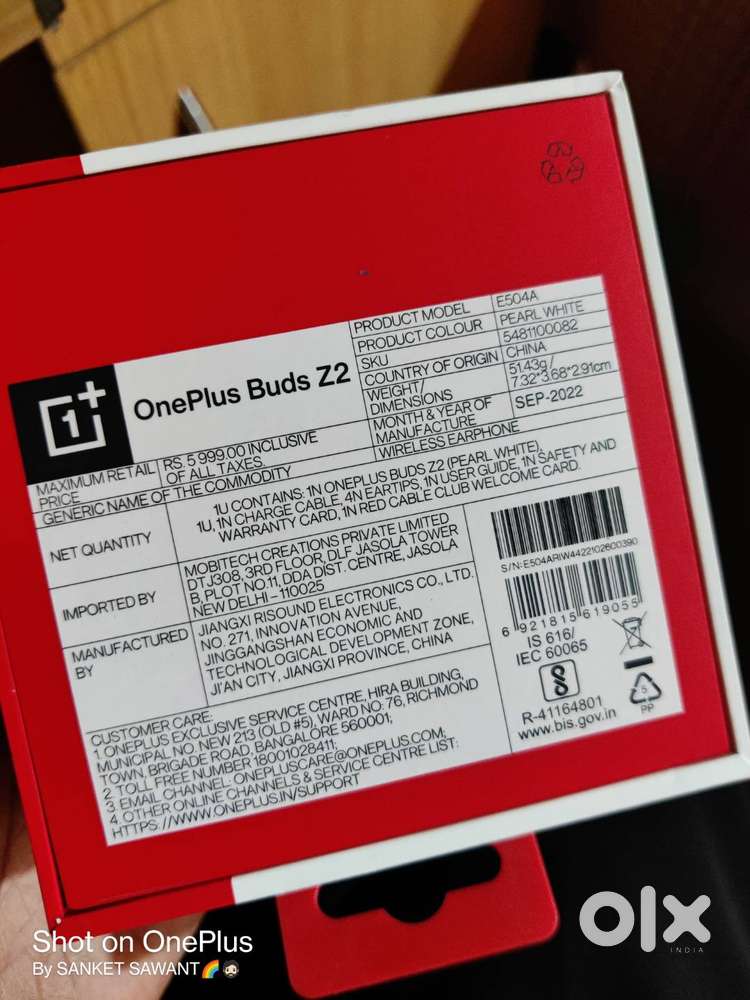 1+
OnePlus Buds Z2
PRODUCT MODEL E504A
PRODUCT COLOUR PEARL WHITE
SKU 5481100082
COUNTRY OF ORIGIN CHINA
WEIGHT/ 51.43g/
DIMENSIONS 7.32*3.68*2.91cm
MONTH & YEAR OF
MANUFACTURE SEP-2022
MAXIMUM RETAIL
PRICE
RS. 5 999.00 INCLUSIVE
OF ALL TAXES.
GENERIC NAME OF THE COMMODITY WIRELESS EARPHONE
NET QUANTITY
1U CONTAINS: 1N ONEPLUS BUDS Z2 (PEARL WHITE),
1U, 1N CHARGE CABLE, 4N EARTIPS, 1N USER GUIDE, 1N SAFETY AND
WARRANTY CARD, 1N RED CABLE CLUB WELCOME CARD.
IMPORTED BY
MOBITECH CREATIONS PRIVATE LIMITED
DTJ308, 3RD FLOOR, DLF JASOLA TOWER
B, PLOT NO.11, DDA DIST. CENTRE, JASOLA
NEW DELHI – 110025
MANUFACTURED
BY
JIANGXI RISOUND ELECTRONICS CO., LTD.
NO. 271, INNOVATION AVENUE,
JINGGANGSHAN ECONOMIC AND
TECHNOLOGICAL DEVELOPMENT ZONE,
JI'AN CITY, JIANGXI PROVINCE, CHINA
CUSTOMER CARE:
1. ONEPLUS EXCLUSIVE SERVICE CENTRE, HIRA BUILDING,
MUNICIPAL NO. NEW 213 (OLD #5), WARD NO: 76, RICHMOND
TOWN, BRIGADE ROAD, BANGALORE 560001;
2. TOLL FREE NUMBER 18001028411;
3. EMAIL CHANNEL: ONEPLUSCARE@ONEPLUS.COM;
4. OTHER ONLINE CHANNELS & SERVICE CENTRE LIST:
HTTPS://WWW.ONEPLUS.IN/SUPPORT
S/N:E504ARIW4422102600390
6 921815 619055
IS 616/
IEC 60065
R-41164801
www.bis.gov.in
5
PP
Shot on OnePlus
By SANKET SAWANT🌈🧔🏻
olx
INDIA